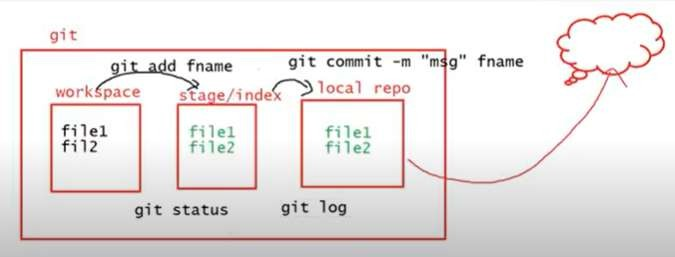 git
git add fname
git commit -m "msg" fname
workspace
stage/index
local repo
file1
fil2
file1
file2
file1
file2
git status
git log